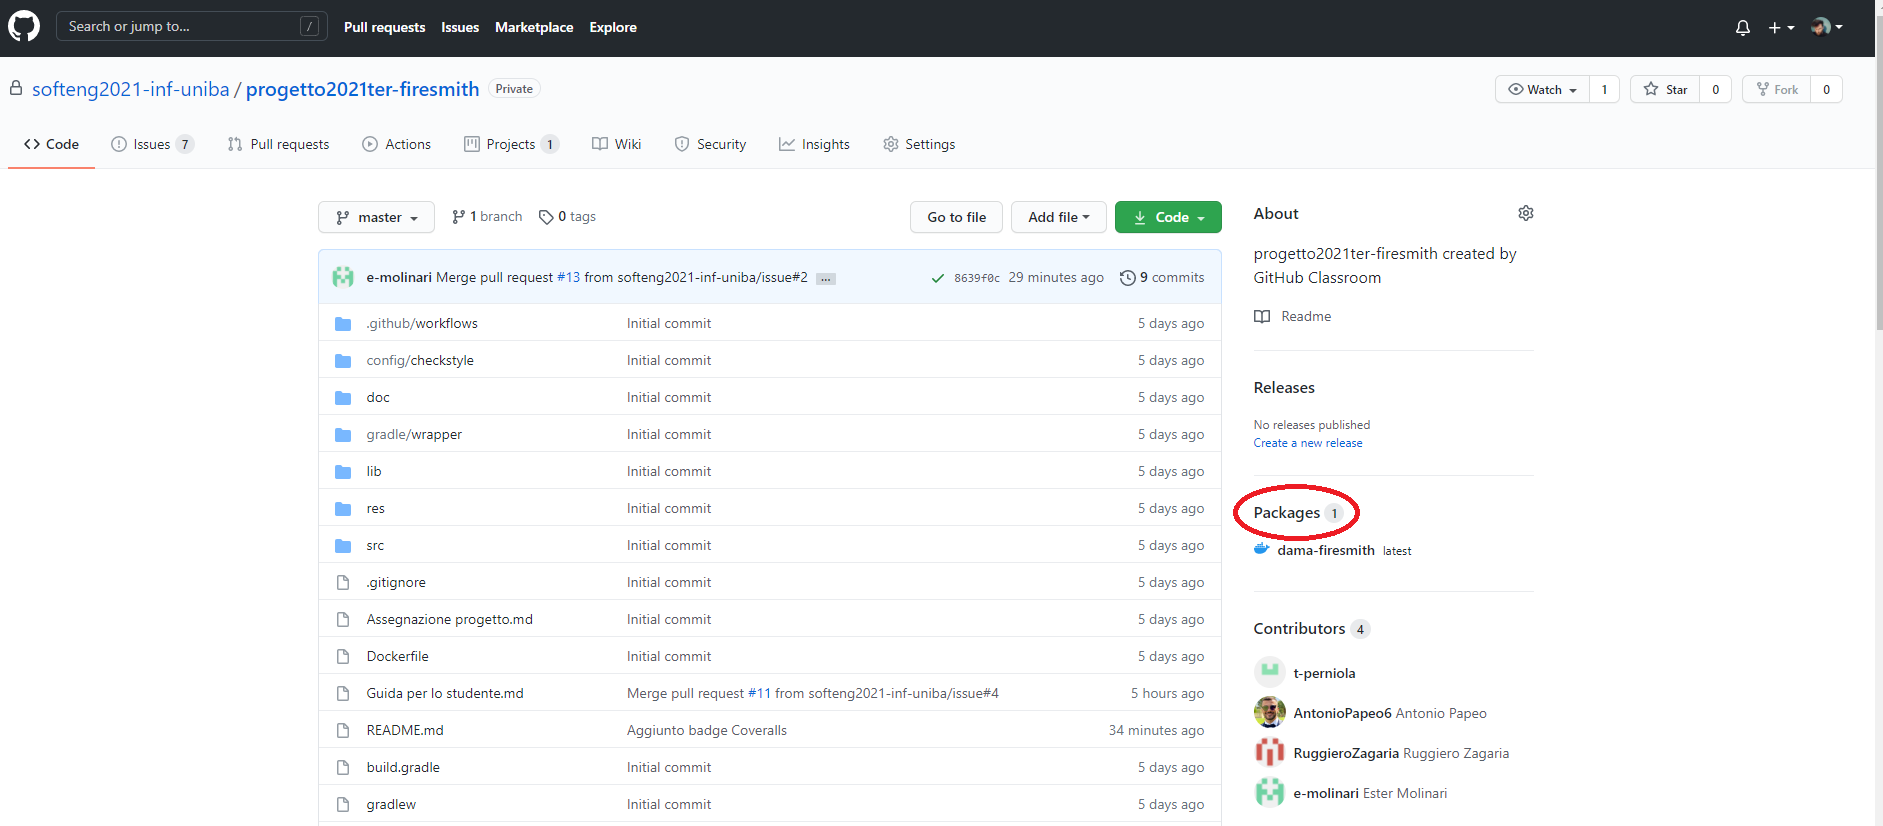 Search or jump to... /
Pull requests Issues Marketplace Explore
softeng2021-inf-uniba / progetto2021ter-firesmith Private
Watch 1 Star 0 Fork 0
Code Issues 7 Pull requests Actions Projects 1 Wiki Security Insights Settings
master 1 branch 0 tags Go to file Add file Code
e-molinari Merge pull request #13 from softeng2021-inf-uniba/issue#2 ... 8639f0c 29 minutes ago 9 commits
.github/workflows Initial commit 5 days ago
config/checkstyle Initial commit 5 days ago
doc Initial commit 5 days ago
gradle/wrapper Initial commit 5 days ago
lib Initial commit 5 days ago
res Initial commit 5 days ago
src Initial commit 5 days ago
.gitignore Initial commit 5 days ago
Assegnazione progetto.md Initial commit 5 days ago
Dockerfile Initial commit 5 days ago
Guida per lo studente.md Merge pull request #11 from softeng2021-inf-uniba/issue#4 5 hours ago
README.md Aggiunto badge Coveralls 34 minutes ago
build.gradle Initial commit 5 days ago
gradlew Initial commit 5 days ago
About
progetto2021ter-firesmith created by
GitHub Classroom
Readme
Releases
No releases published
Create a new release
Packages 1
dama-firesmith latest
Contributors 4
t-perniola
AntonioPapeo6 Antonio Papeo
RuggieroZagaria Ruggiero Zagaria
e-molinari Ester Molinari